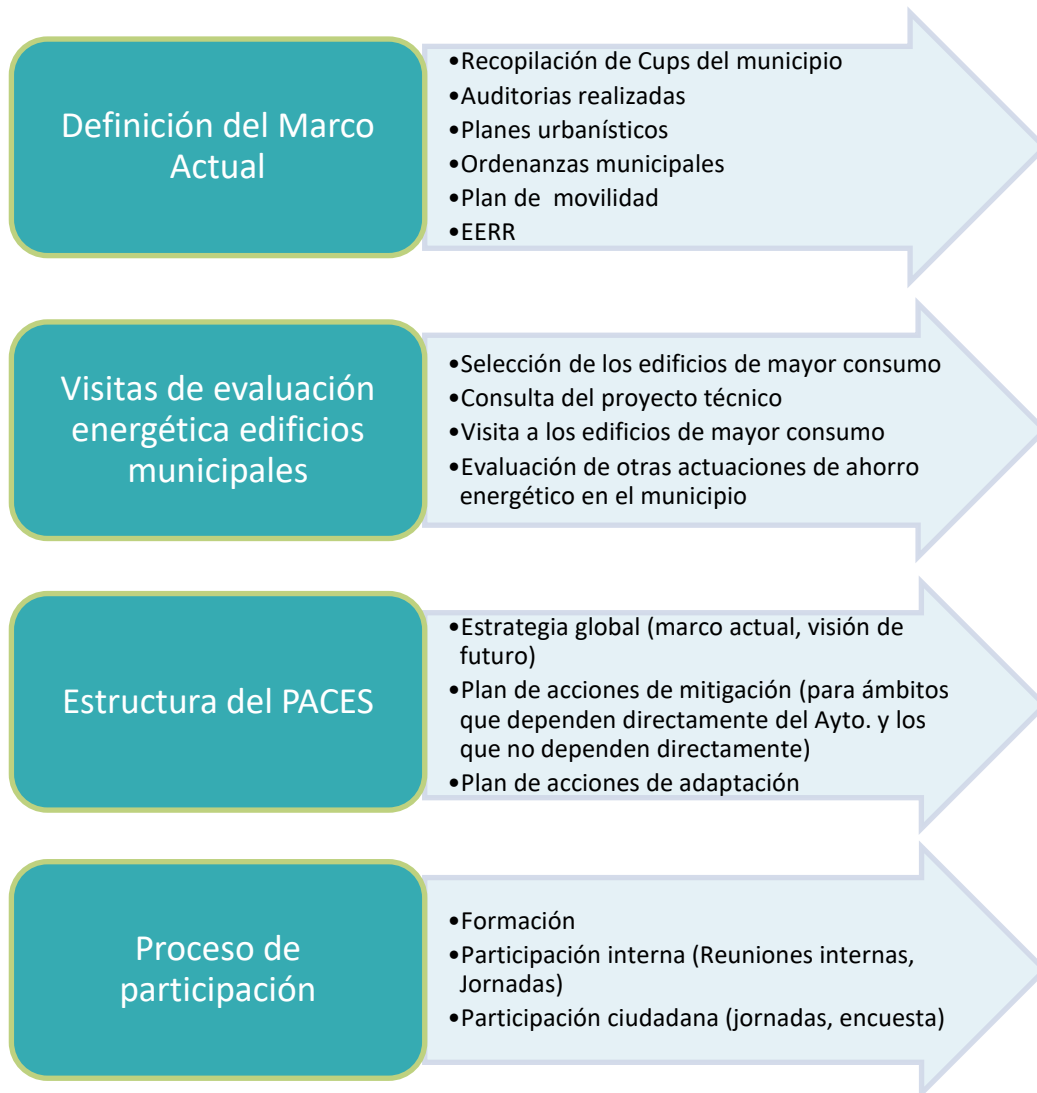 Definición del Marco
Actual
•Recopilación de Cups del municipio
•Auditorias realizadas
•Planes urbanísticos
•Ordenanzas municipales
•Plan de  movilidad
•EERR
Visitas de evaluación
energética edificios
municipales
•Selección de los edificios de mayor consumo
•Consulta del proyecto técnico
•Visita a los edificios de mayor consumo
•Evaluación de otras actuaciones de ahorro
energético en el municipio
Estructura del PACES
•Estrategia global (marco actual, visión de
futuro)
•Plan de acciones de mitigación (para ámbitos
que dependen directamente del Ayto. y los
que no dependen directamente)
•Plan de acciones de adaptación
Proceso de
participación
•Formación
•Participación interna (Reuniones internas,
Jornadas)
•Participación ciudadana (jornadas, encuesta)